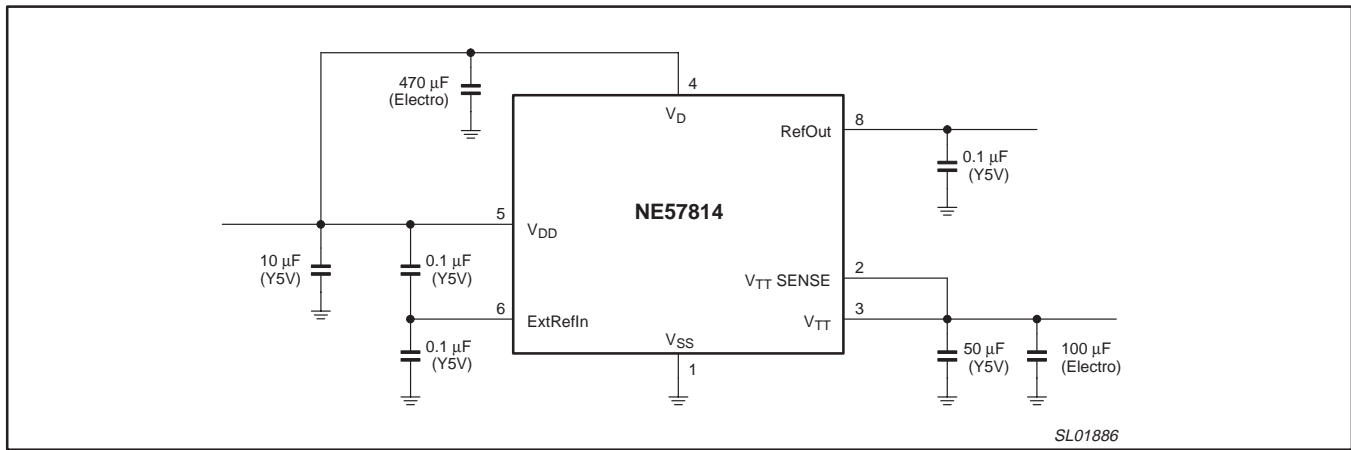 470 μF
(Electro)
4
VD
RefOut
8
0.1 μF
(Y5V)
NE57814
5
VDD
10 μF
(Y5V)
0.1 μF
(Y5V)
VTT SENSE
2
6
ExtRefIn
VTT
3
0.1 μF
(Y5V)
VSS
1
50 μF
(Y5V)
100 μF
(Electro)
SL01886